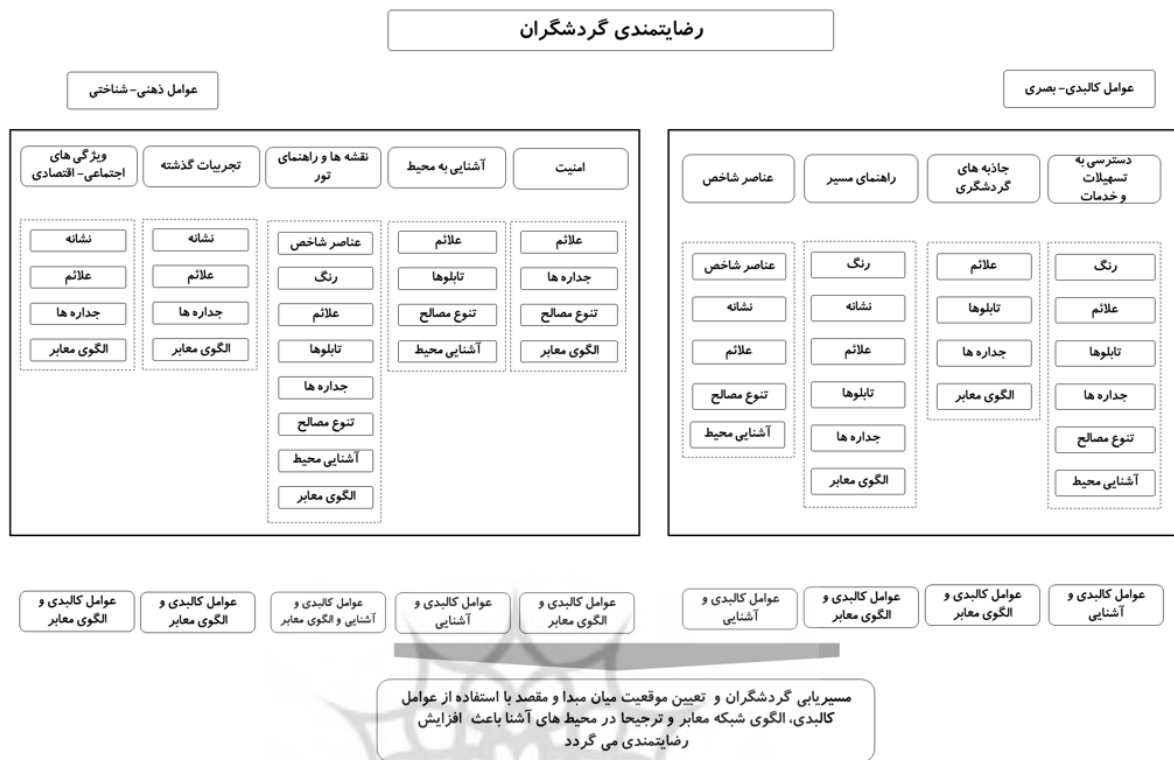 رضایتمندی گردشگران
عوامل کالبدی- بصری
عوامل ذهنی- شناختی
دسترسی به
تسهیلات
و خدمات
رنگ
علائم
تابلوها
جداره ها
تنوع مصالح
آشنایی محیط
جاذبه های
گردشگری
علائم
تابلوها
جداره ها
الگوی معابر
راهنمای مسیر
رنگ
نشانه
علائم
تابلوها
جداره ها
الگوی معابر
عناصر شاخص
عناصر شاخص
نشانه
علائم
تنوع مصالح
آشنایی محیط
امنیت
علائم
جداره ها
تنوع مصالح
الگوی معابر
آشنایی به محیط
علائم
تابلوها
تنوع مصالح
آشنایی محیط
نقشه ها و راهنمای
تور
عناصر شاخص
رنگ
علائم
تابلوها
جداره ها
تنوع مصالح
آشنایی محیط
الگوی معابر
تجربیات گذشته
نشانه
علائم
جداره ها
الگوی معابر
ویژگی های
اجتماعی- اقتصادی
نشانه
علائم
جداره ها
الگوی معابر
عوامل کالبدی و
آشنایی
عوامل کالبدی و
الگوی معابر
عوامل کالبدی و
الگوی معابر
عوامل کالبدی و
آشنایی
عوامل کالبدی و
الگوی معابر
عوامل کالبدی و
آشنایی
عوامل کالبدی و
آشنایی و الگوی معابر
عوامل کالبدی و
الگوی معابر
عوامل کالبدی و
الگوی معابر
مسیریابی گردشگران و تعیین موقعیت میان مبدا و مقصد با استفاده از عوامل
کالبدی، الگوی شبکه معابر و ترجیحا در محیط های آشنا باعث افزایش
رضایتمندی می گردد